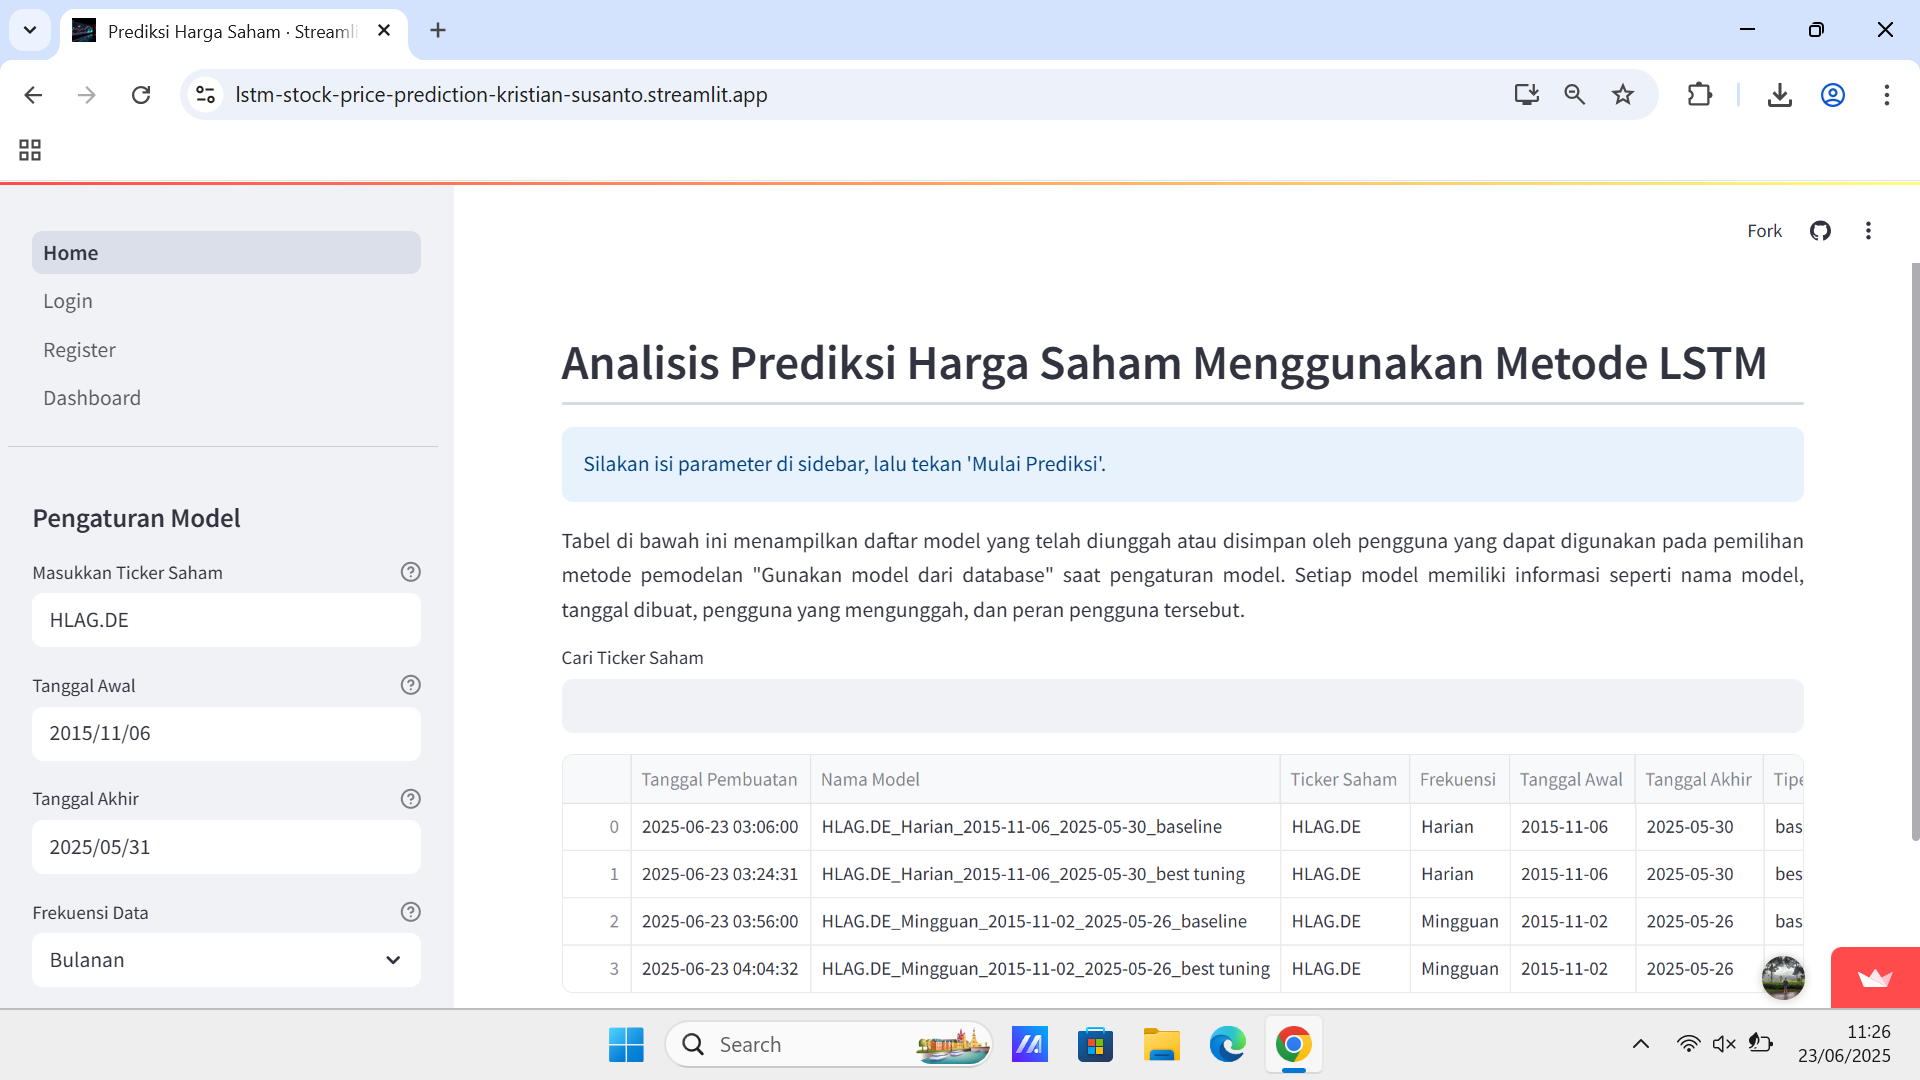 Prediksi Harga Saham · Streamli
lstm-stock-price-prediction-kristian-susanto.streamlit.app
Home
Login
Register
Dashboard
Pengaturan Model
Masukkan Ticker Saham
HLAG.DE
Tanggal Awal
2015/11/06
Tanggal Akhir
2025/05/31
Frekuensi Data
Bulanan
Fork
Analisis Prediksi Harga Saham Menggunakan Metode LSTM
Silakan isi parameter di sidebar, lalu tekan 'Mulai Prediksi'.
Tabel di bawah ini menampilkan daftar model yang telah diunggah atau disimpan oleh pengguna yang dapat digunakan pada pemilihan
metode pemodelan "Gunakan model dari database" saat pengaturan model. Setiap model memiliki informasi seperti nama model,
tanggal dibuat, pengguna yang mengunggah, dan peran pengguna tersebut.
Cari Ticker Saham
Tanggal Pembuatan Nama Model Ticker Saham Frekuensi Tanggal Awal Tanggal Akhir Tipe
0 2025-06-23 03:06:00 HLAG.DE_Harian_2015-11-06_2025-05-30_baseline HLAG.DE Harian 2015-11-06 2025-05-30 bas
1 2025-06-23 03:24:31 HLAG.DE_Harian_2015-11-06_2025-05-30_best tuning HLAG.DE Harian 2015-11-06 2025-05-30 bes
2 2025-06-23 03:56:00 HLAG.DE_Mingguan_2015-11-02_2025-05-26_baseline HLAG.DE Mingguan 2015-11-02 2025-05-26 bas
3 2025-06-23 04:04:32 HLAG.DE_Mingguan_2015-11-02_2025-05-26_best tuning HLAG.DE Mingguan 2015-11-02 2025-05-26
Search
11:26
23/06/2025